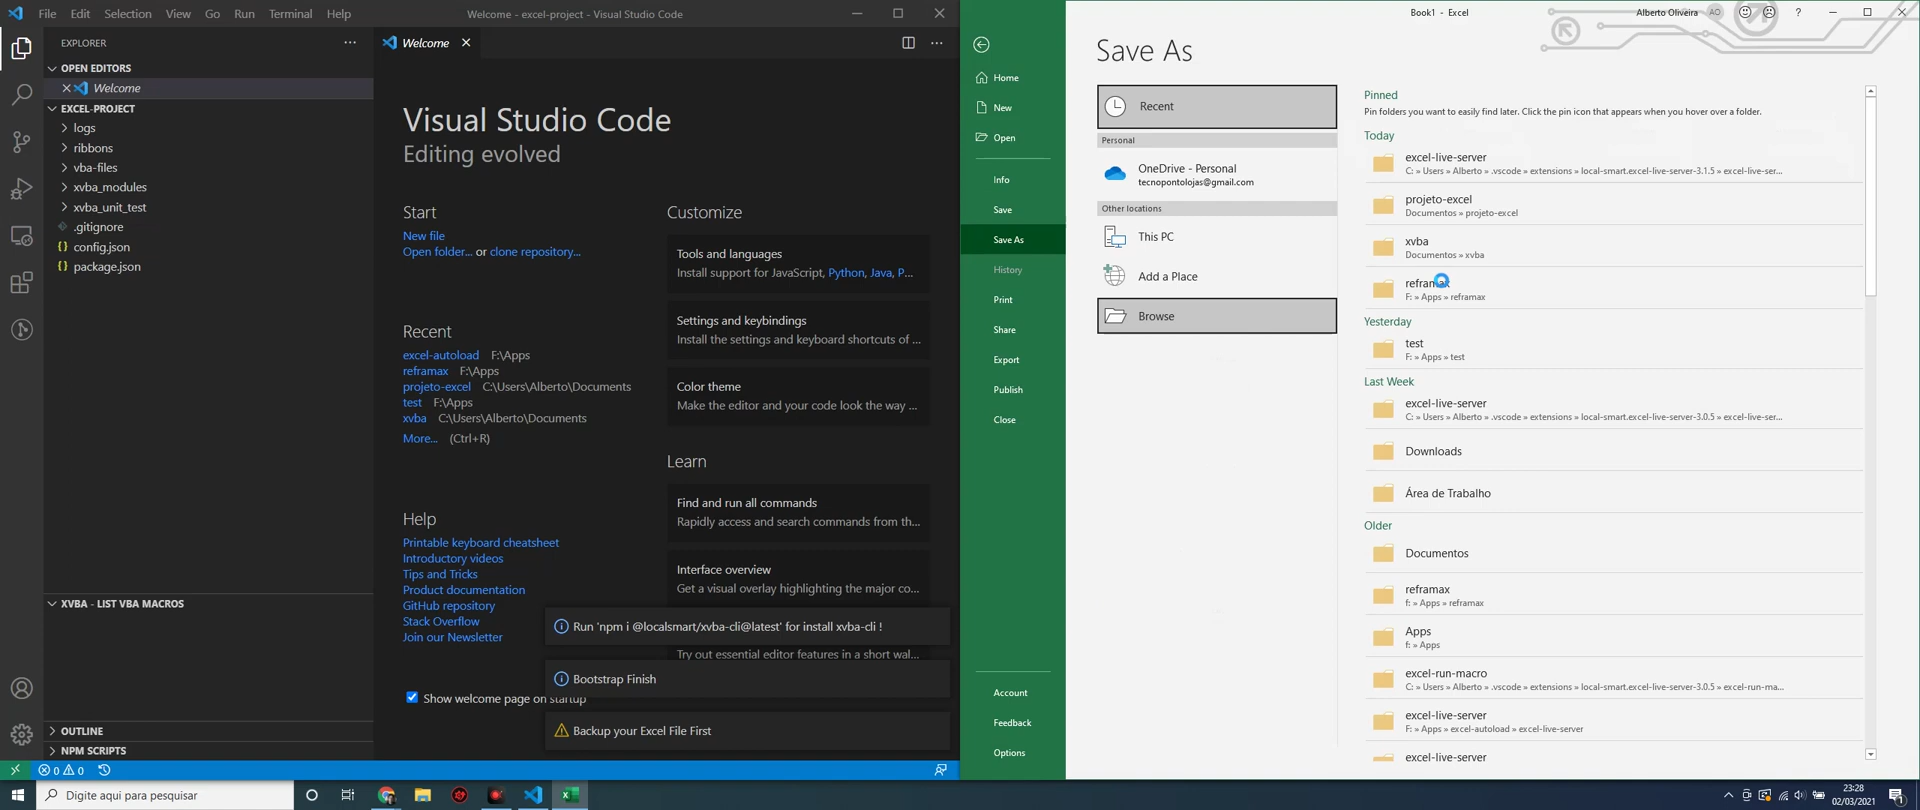 File Edit Selection View Go Run Terminal Help
Welcome - excel-project - Visual Studio Code
EXPLORER
OPEN EDITORS
Welcome
EXCEL-PROJECT
logs
ribbons
vba-files
xvba_modules
xvba_unit_test
.gitignore
config.json
package.json
XVBA - LIST VBA MACROS
OUTLINE
NPM SCRIPTS
Welcome
Visual Studio Code
Editing evolved
Start
New file
Open folder... or clone repository...
Recent
excel-autoload F:\Apps
reframax F:\Apps
projeto-excel C:\Users\Alberto\Documents
test F:\Apps
xvba C:\Users\Alberto\Documents
More... (Ctrl+R)
Help
Printable keyboard cheatsheet
Introductory videos
Tips and Tricks
Product documentation
GitHub repository
Stack Overflow
Join our Newsletter
Show welcome page on startup
Customize
Tools and languages
Install support for JavaScript, Python, Java, P...
Settings and keybindings
Install the settings and keyboard shortcuts of ...
Color theme
Make the editor and your code look the way ...
Learn
Find and run all commands
Rapidly access and search commands from th...
Interface overview
Get a visual overlay highlighting the major co...
Run 'npm i @localsmart/xvba-cli@latest' for install xvba-cli !
Try out essential editor features in a short wal...
Bootstrap Finish
Backup your Excel File First
0 0
Book1 - Excel
Alberto Oliveira AO
?
Home
New
Open
Info
Save
Save As
History
Print
Share
Export
Publish
Close
Account
Feedback
Options
Save As
Recent
Personal
OneDrive - Personal
tecnopontolojas@gmail.com
Other locations
This PC
Add a Place
Browse
Pinned
Pin folders you want to easily find later. Click the pin icon that appears when you hover over a folder.
Today
excel-live-server
C: » Users » Alberto » .vscode » extensions » local-smart.excel-live-server-3.1.5 » excel-live-ser...
projeto-excel
Documentos » projeto-excel
xvba
Documentos » xvba
reframax
F: » Apps » reframax
Yesterday
test
F: » Apps » test
Last Week
excel-live-server
C: » Users » Alberto » .vscode » extensions » local-smart.excel-live-server-3.0.5 » excel-live-ser...
Downloads
Área de Trabalho
Older
Documentos
reframax
f: » Apps » reframax
Apps
f: » Apps
excel-run-macro
C: » Users » Alberto » .vscode » extensions » local-smart.excel-live-server-3.0.5 » excel-run-ma...
excel-live-server
F: » Apps » excel-autoload » excel-live-server
excel-live-server
Digite aqui para pesquisar
23:28
02/03/2021
1